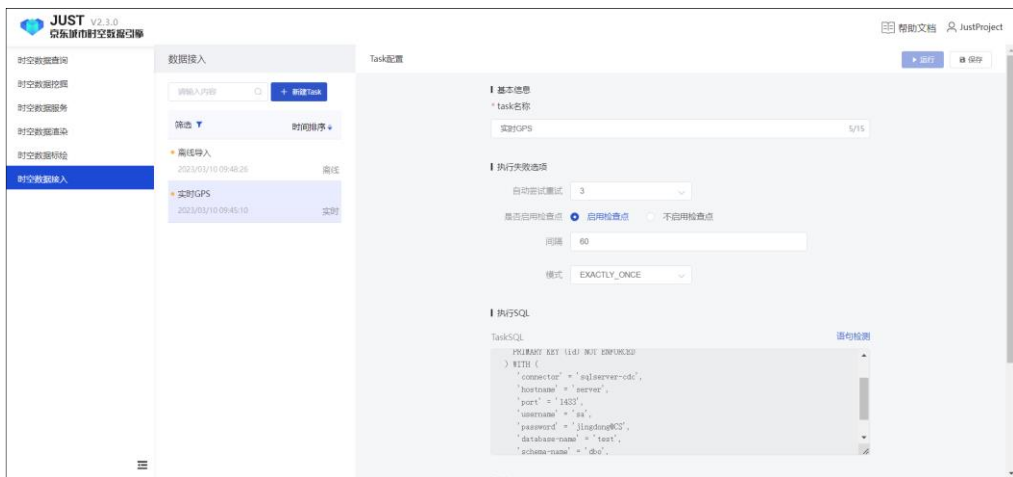 JUST V2.3.0
京东城市时空数据引擎
帮助文档 JustProject
时空数据查询
时空数据挖掘
时空数据服务
时空数据渲染
时空数据标绘
时空数据接入
数据接入
请输入内容
+ 新建Task
筛选 时间排序
离线导入
2023/03/10 09:48:26 离线
实时GPS
2023/03/10 09:45:10 实时
Task配置
运行 保存
基本信息
* task名称
实时GPS 5/15
执行失败选项
自动尝试重试 3
是否启用检查点 启用检查点 不启用检查点
间隔 60
模式 EXACTLY_ONCE
执行SQL
TaskSQL 语句检测
PRIMARY KEY (id) NOT ENFORCED
) WITH (
'connector' = 'sqlserver-cdc',
'hostname' = 'server',
'port' = '1433',
'username' = 'sa',
'password' = 'jingdong@CS',
'database-name' = 'test',
'schema-name' = 'dbo',